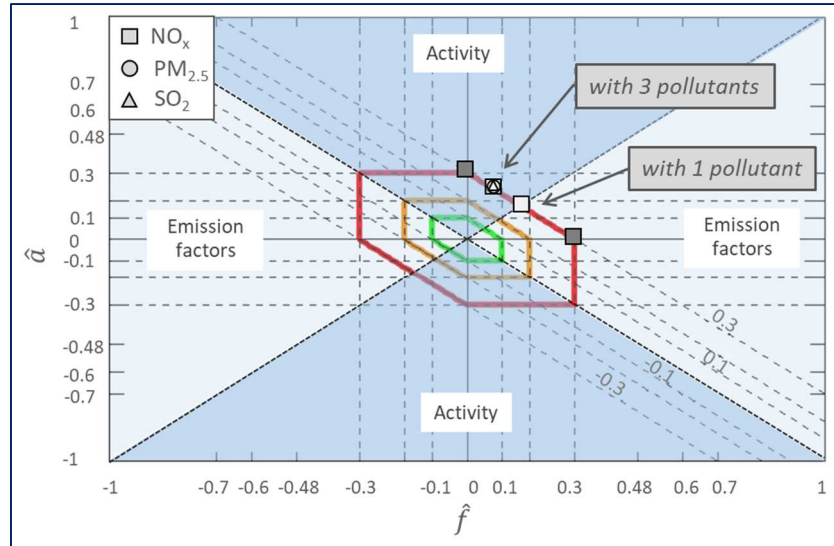 1
NOₓ
PM₂.₅
SO₂
Activity
with 3 pollutants
0.7
0.6
0.48
with 1 pollutant
0.3
0.1
0
-0.1
-0.3
-0.48
-0.6
-0.7
-1
â
Emission
factors
Emission
factors
0.3
0.1
-0.1
-0.3
Activity
-1 -0.7 -0.6 -0.48 -0.3 -0.1 0 0.1 0.3 0.48 0.7 1
f̂